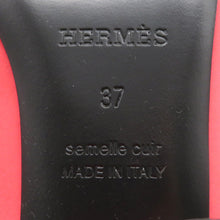 HERMÈS
37
semelle cuir
MADE IN ITALY